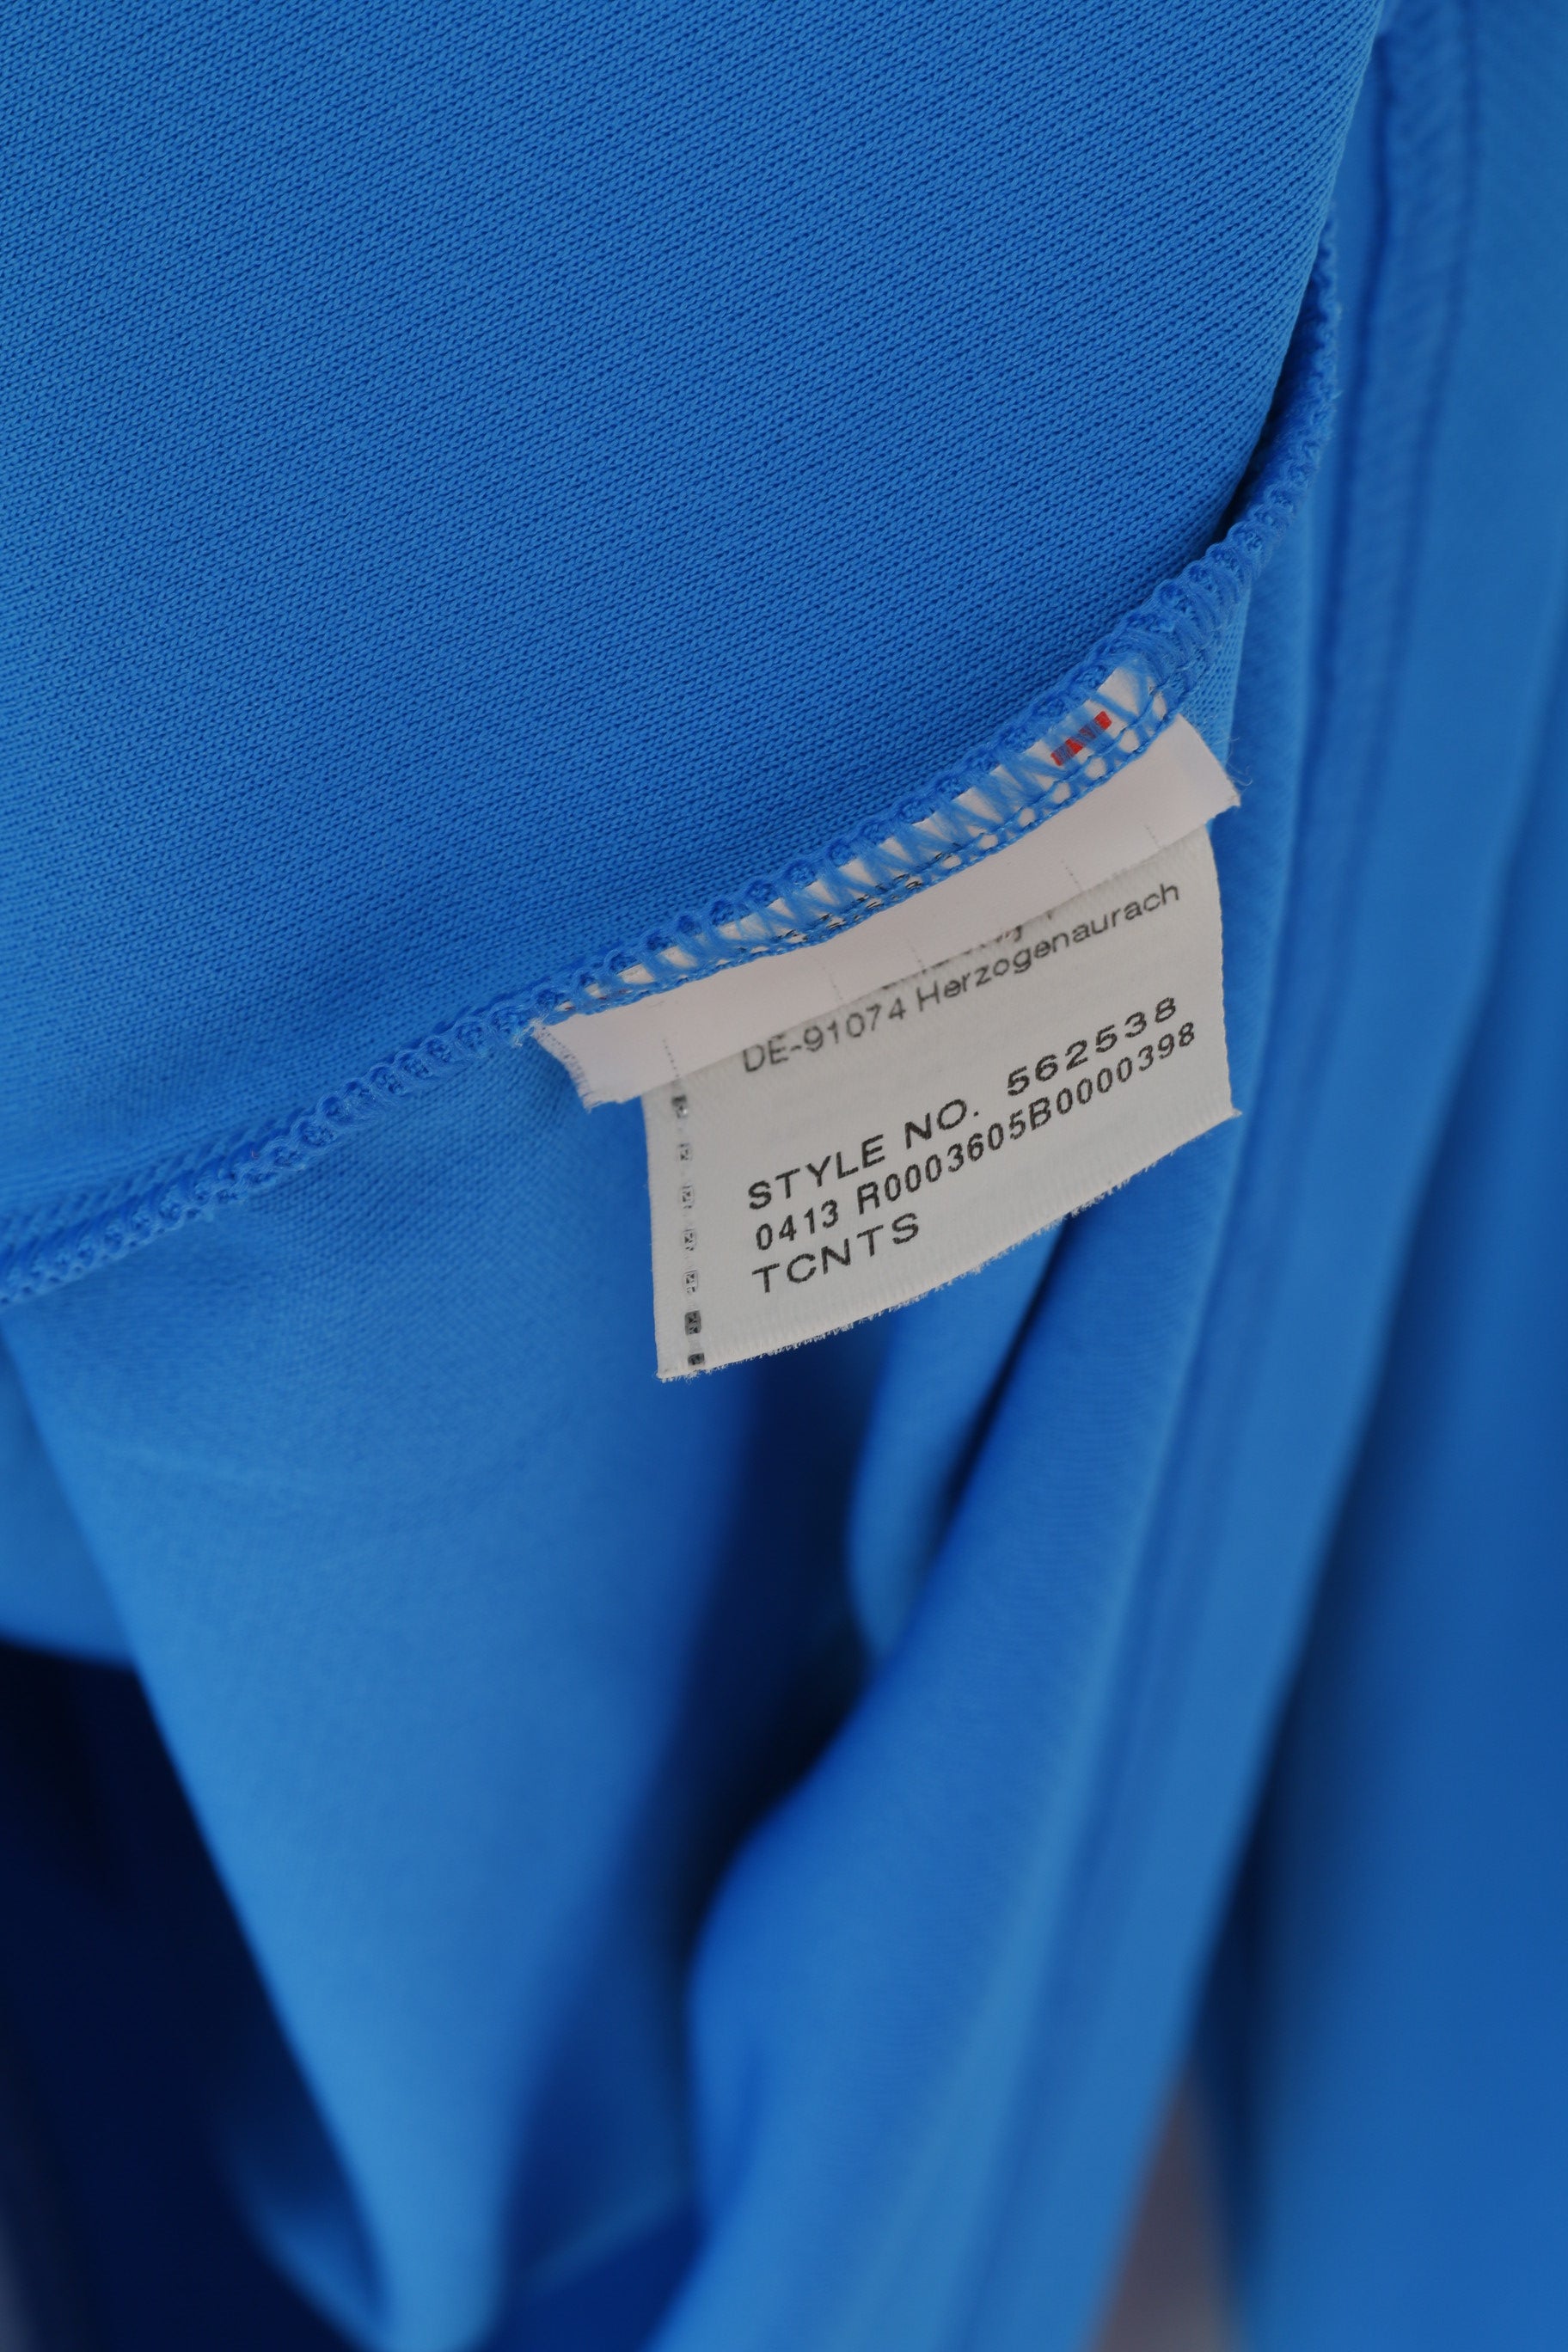 DE-91074 Herzogenaurach
STYLE NO. 562538
0413 R0003605B0000398
TCNTS